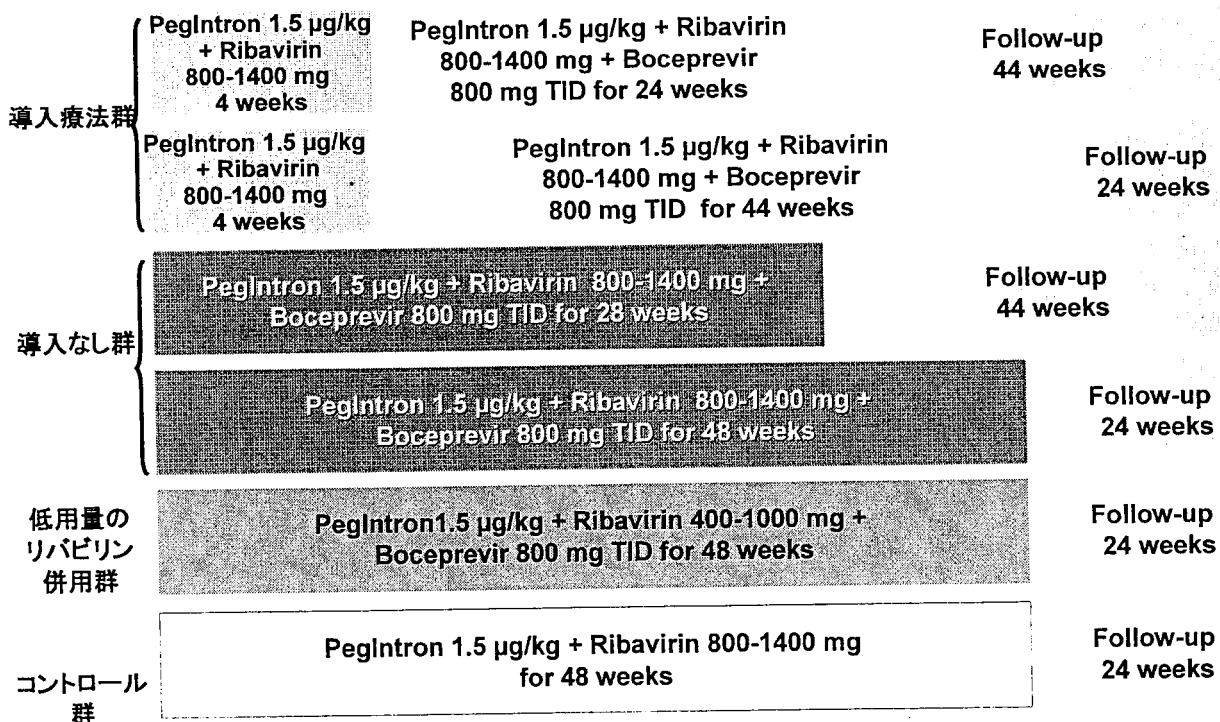 導入療法群
PegIntron 1.5 µg/kg
+ Ribavirin
800-1400 mg
4 weeks
PegIntron 1.5 µg/kg + Ribavirin
800-1400 mg + Boceprevir
800 mg TID for 24 weeks
Follow-up
44 weeks
PegIntron 1.5 µg/kg
+ Ribavirin
800-1400 mg
4 weeks
PegIntron 1.5 µg/kg + Ribavirin
800-1400 mg + Boceprevir
800 mg TID for 44 weeks
Follow-up
24 weeks
導入なし群
PegIntron 1.5 µg/kg + Ribavirin 800-1400 mg +
Boceprevir 800 mg TID for 28 weeks
Follow-up
44 weeks
PegIntron 1.5 µg/kg + Ribavirin 800-1400 mg +
Boceprevir 800 mg TID for 48 weeks
Follow-up
24 weeks
低用量の
リバビリン
併用群
PegIntron1.5 µg/kg + Ribavirin 400-1000 mg +
Boceprevir 800 mg TID for 48 weeks
Follow-up
24 weeks
コントロール
群
PegIntron 1.5 µg/kg + Ribavirin 800-1400 mg
for 48 weeks
Follow-up
24 weeks